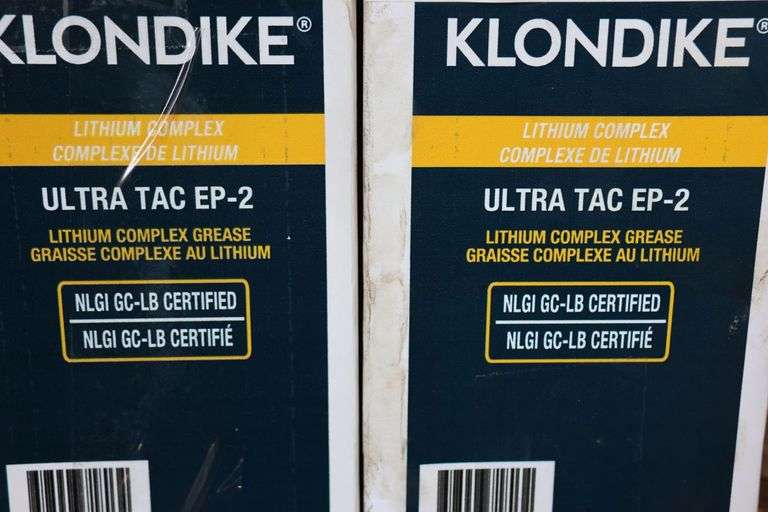 KLONDIKE®
LITHIUM COMPLEX
COMPLEXE DE LITHIUM
ULTRA TAC EP-2
LITHIUM COMPLEX GREASE
GRAISSE COMPLEXE AU LITHIUM
NLGI GC-LB CERTIFIED
NLGI GC-LB CERTIFIÉ
KLONDIKE®
LITHIUM COMPLEX
COMPLEXE DE LITHIUM
ULTRA TAC EP-2
LITHIUM COMPLEX GREASE
GRAISSE COMPLEXE AU LITHIUM
NLGI GC-LB CERTIFIED
NLGI GC-LB CERTIFIÉ